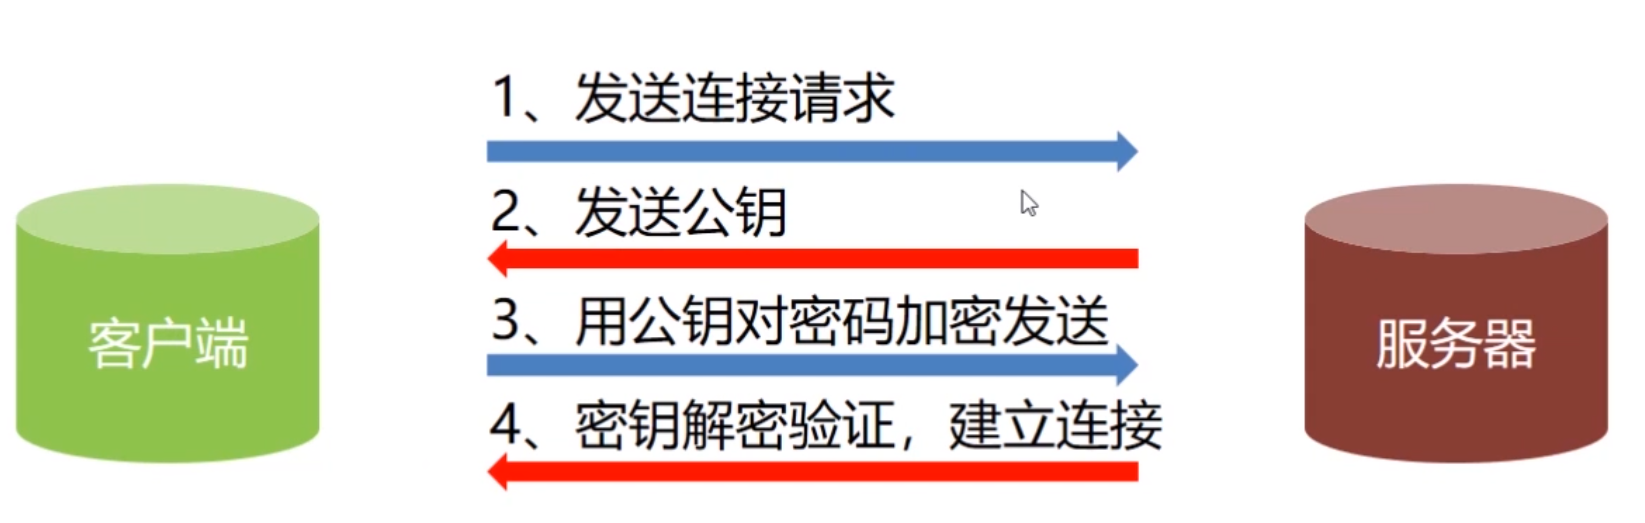 1、发送连接请求
2、发送公钥
3、用公钥对密码加密发送
4、密钥解密验证，建立连接
客户端
服务器